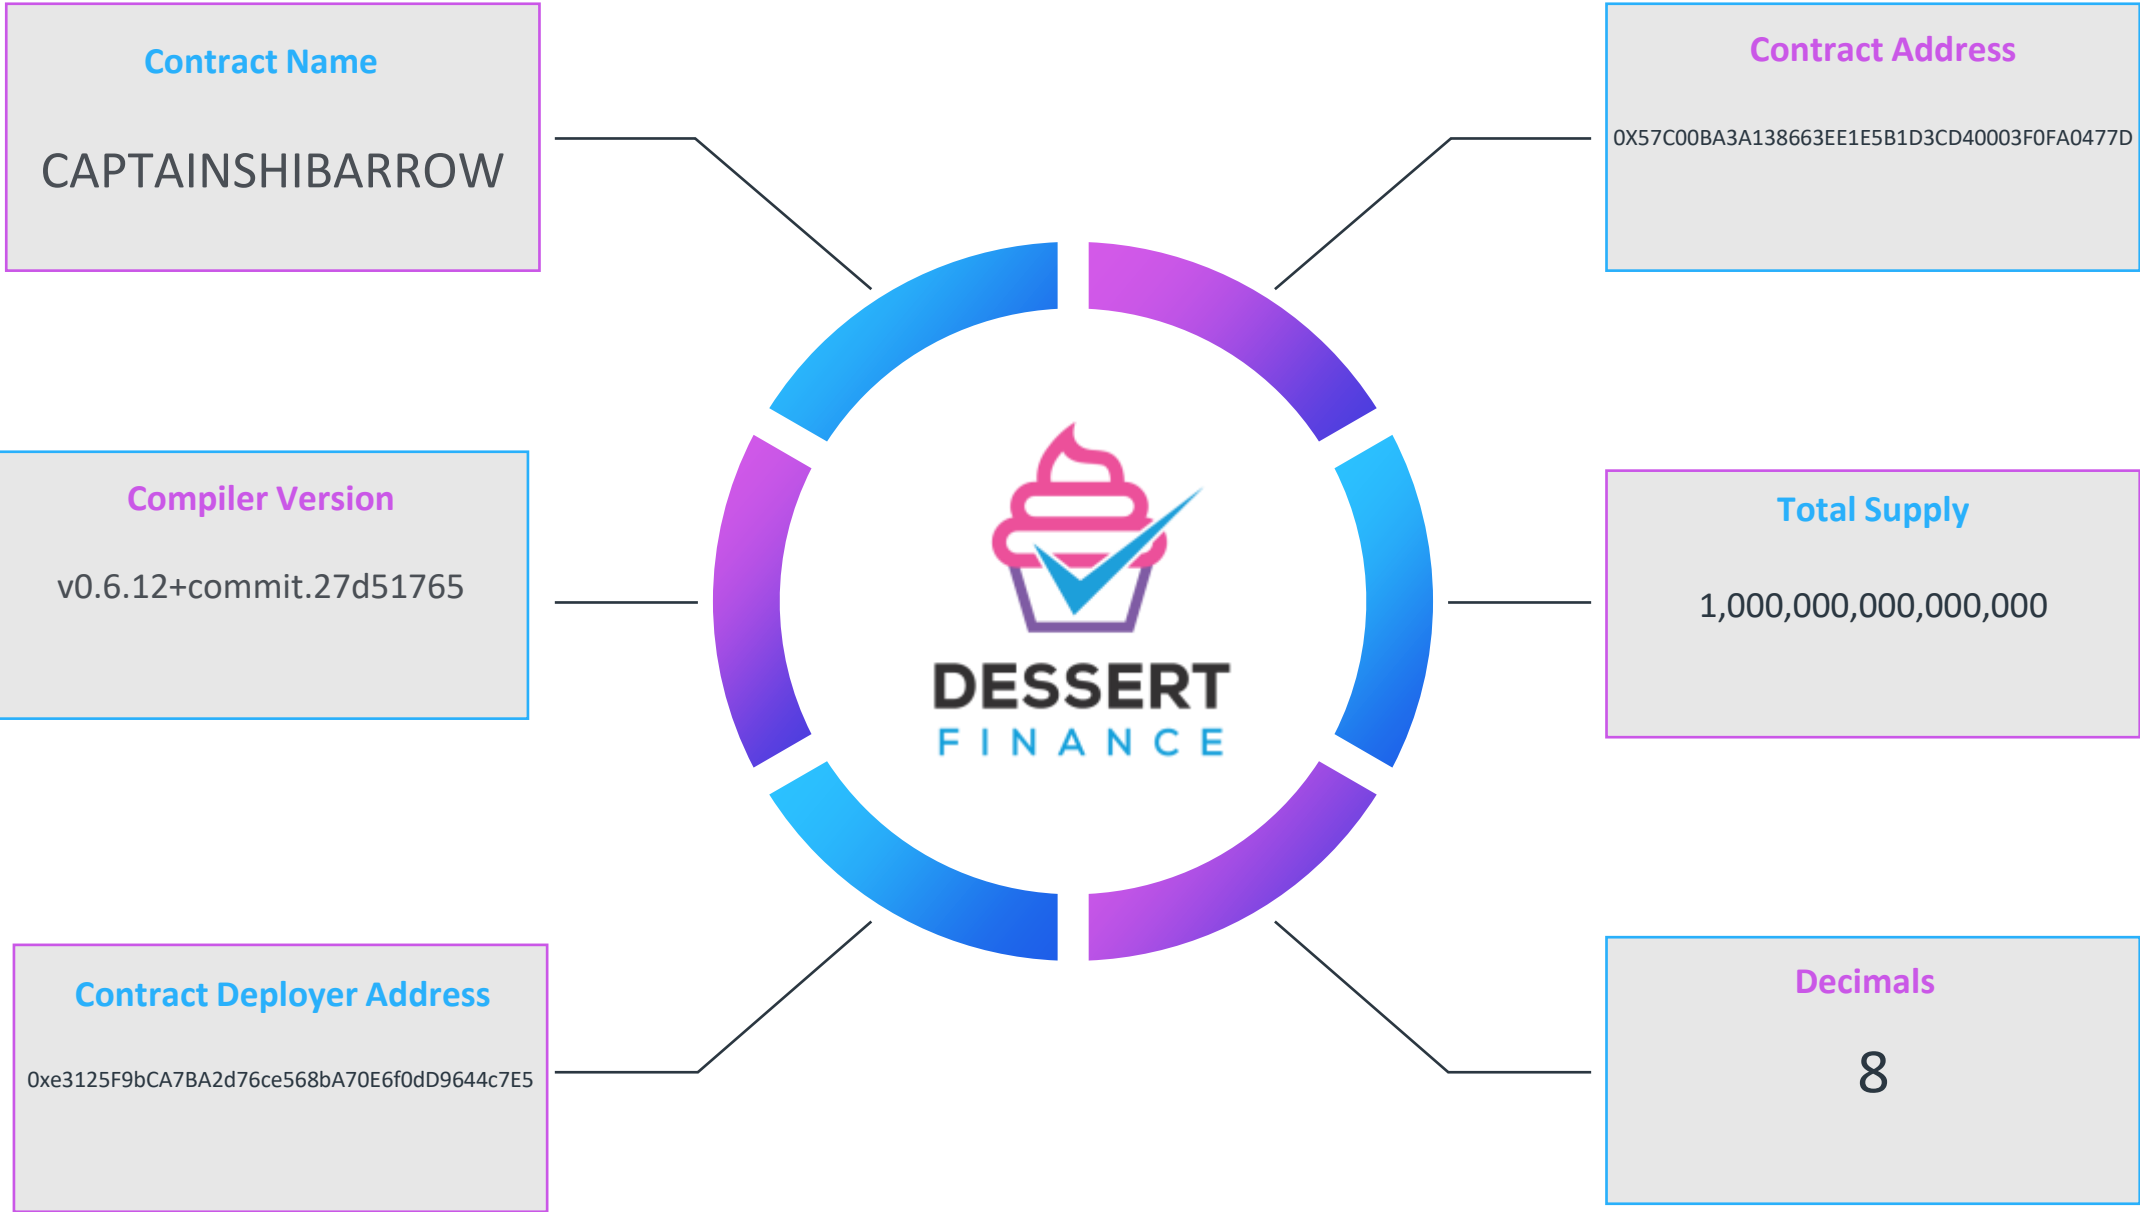 Contract Name
CAPTAINSHIBARROW
Contract Address
0X57C00BA3A138663EE1E5B1D3CD40003F0FA0477D
Compiler Version
v0.6.12+commit.27d51765
Total Supply
1,000,000,000,000,000
DESSERT
FINANCE
Contract Deployer Address
0xe3125F9bCA7BA2d76ce568bA70E6f0dD9644c7E5
Decimals
8